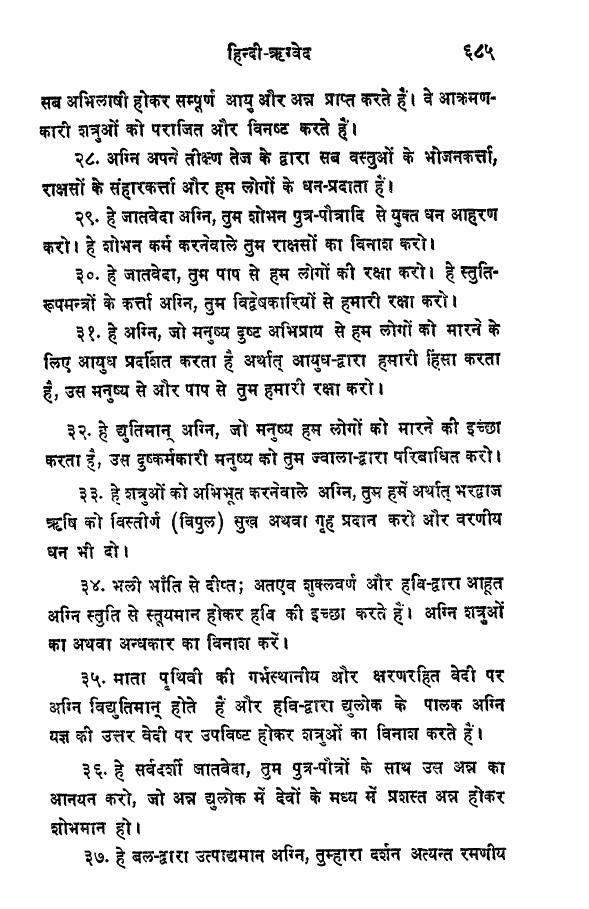 हिन्दी-ऋग्वेद ६८५
सब अभिलाषी होकर सम्पूर्ण आयु और अन्न प्राप्त करते हैं। वे आक्रमण-
कारी शत्रुओं को पराजित और विनष्ट करते हैं।
२८. अग्नि अपने तीक्ष्ण तेज के द्वारा सब वस्तुओं के भोजनकर्त्ता,
राक्षसों के संहारकर्त्ता और हम लोगों के धन-प्रदाता हैं।
२९. हे जातवेदा अग्नि, तुम शोभन पुत्र-पौत्रादि से युक्त धन आहरण
करो। हे शोभन कर्म करनेवाले तुम राक्षसों का विनाश करो।
३०. हे जातवेदा, तुम पाप से हम लोगों की रक्षा करो। हे स्तुति-
रूपमन्त्रों के कर्त्ता अग्नि, तुम विद्वेषकारियों से हमारी रक्षा करो।
३१. हे अग्नि, जो मनुष्य दुष्ट अभिप्राय से हम लोगों को मारने के
लिए आयुध प्रदर्शित करता है अर्थात् आयुध-द्वारा हमारी हिंसा करता
है, उस मनुष्य से और पाप से तुम हमारी रक्षा करो।
३२. हे द्युतिमान् अग्नि, जो मनुष्य हम लोगों को मारने की इच्छा
करता है, उस दुष्कर्मकारी मनुष्य को तुम ज्वाला-द्वारा परिबाधित करो।
३३. हे शत्रुओं को अभिभूत करनेवाले अग्नि, तुम हमें अर्थात् भरद्वाज
ऋषि को विस्तीर्ण (विपुल) सुख अथवा गृह प्रदान करो और वरणीय
धन भी दो।
३४. भली भाँति से दीप्त; अतएव शुक्लवर्ण और हवि-द्वारा आहूत
अग्नि स्तुति से स्तूयमान होकर हवि की इच्छा करते हैं। अग्नि शत्रुओं
का अथवा अन्धकार का विनाश करें।
३५. माता पृथिवी की गर्भस्थानीय और क्षरणरहित वेदी पर
अग्नि विद्युतिमान् होते हैं और हवि-द्वारा द्युलोक के पालक अग्नि
यज्ञ की उत्तर वेदी पर उपविष्ट होकर शत्रुओं का विनाश करते हैं।
३६. हे सर्वदर्शी जातवेदा, तुम पुत्र-पौत्रों के साथ उस अन्न का
आनयन करो, जो अन्न द्युलोक में देवों के मध्य में प्रशस्त अन्न होकर
शोभमान हो।
३७. हे बल-द्वारा उत्पाद्यमान अग्नि, तुम्हारा दर्शन अत्यन्त रमणीय